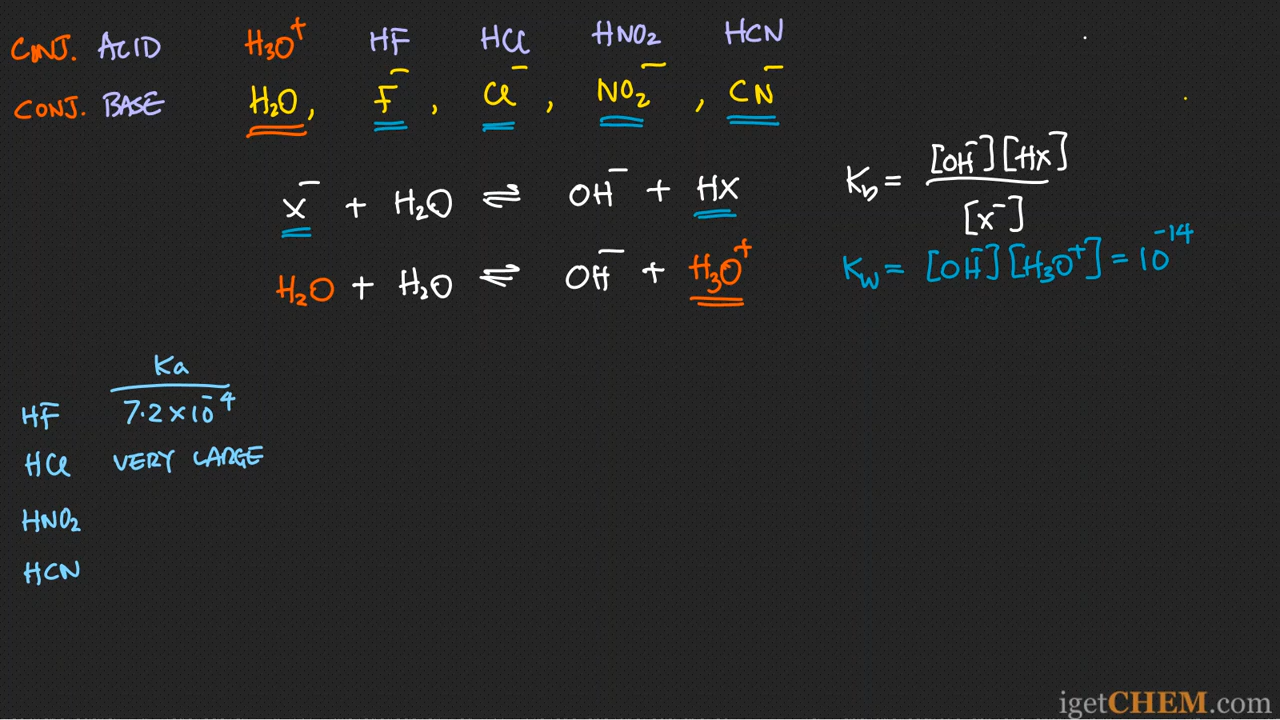 CONJ. ACID H₃O⁺ HF HCl HNO₂ HCN
CONJ. BASE H₂O, F⁻, Cl⁻, NO₂⁻, CN⁻
X⁻ + H₂O ⇌ OH⁻ + HX
Kb = [OH⁻][HX] / [X⁻]
H₂O + H₂O ⇌ OH⁻ + H₃O⁺
Kw = [OH⁻][H₃O⁺] = 10⁻¹⁴
Ka
HF 7.2 × 10⁻⁴
HCl VERY LARGE
HNO₂
HCN
igetCHEM.com